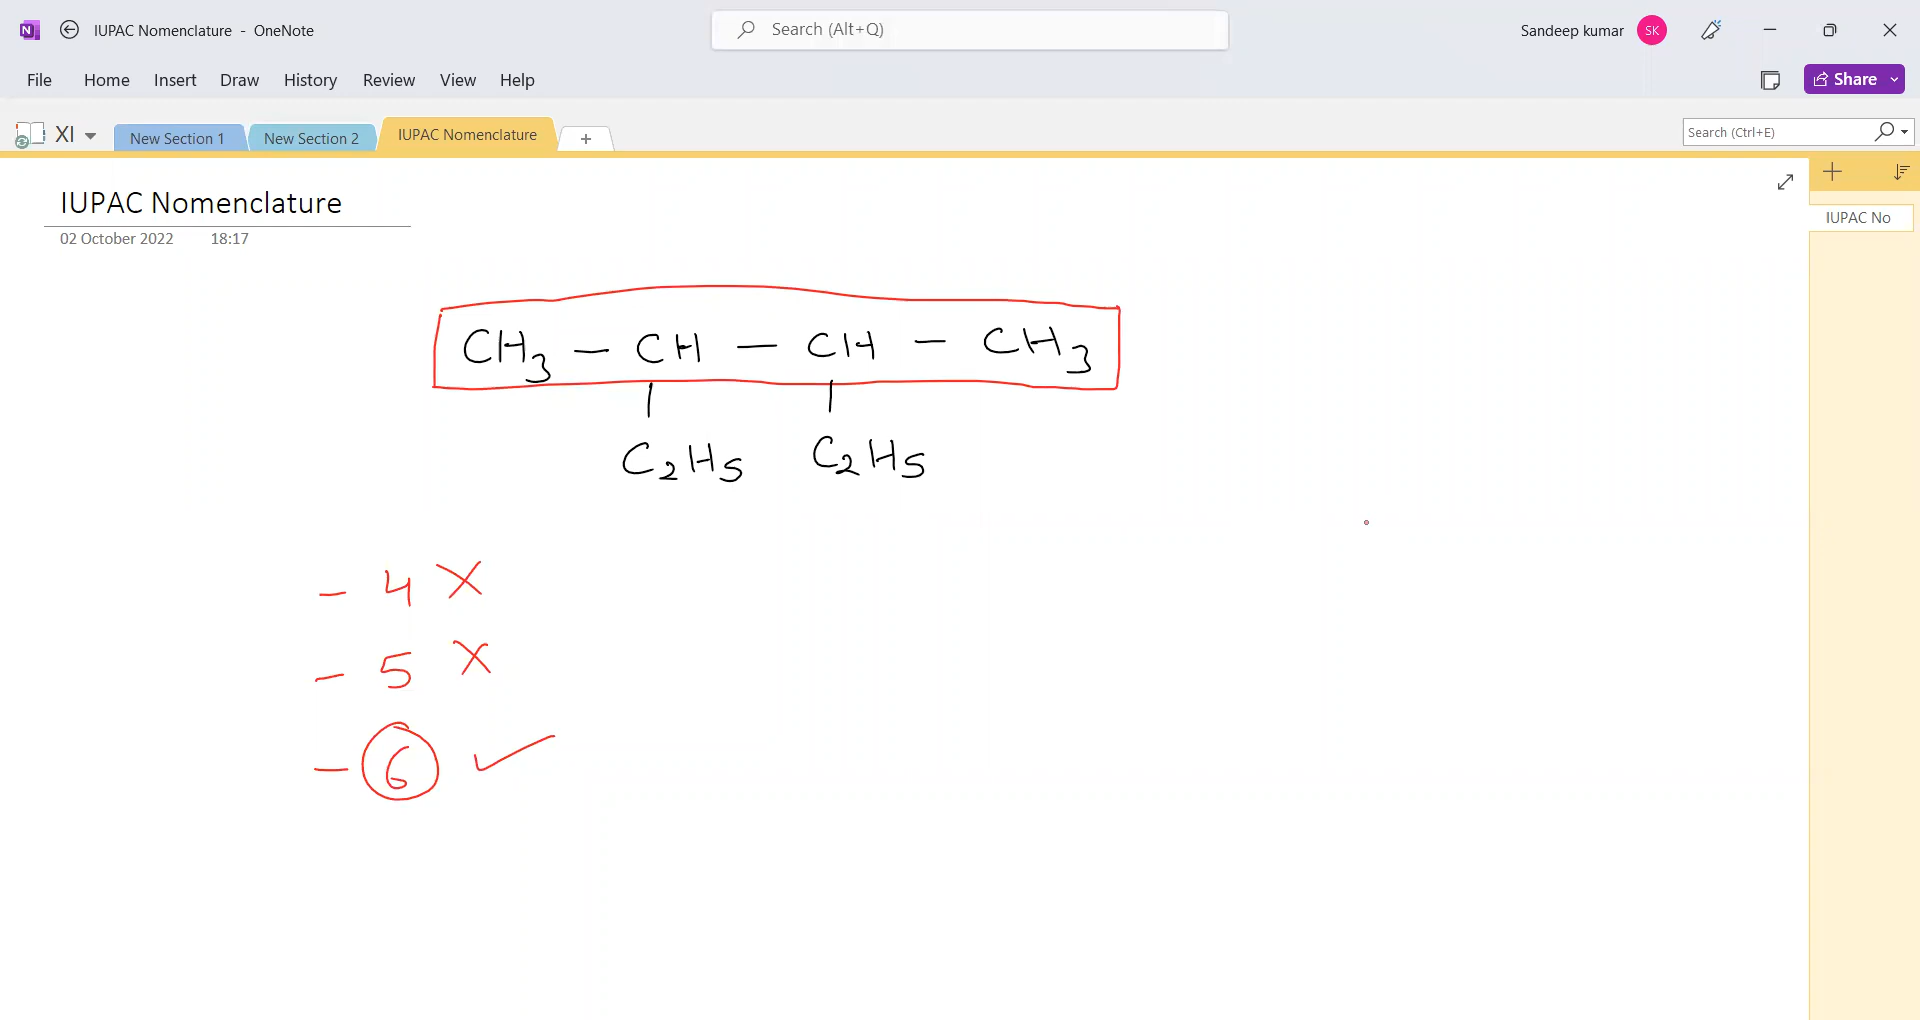 IUPAC Nomenclature - OneNote
Search (Alt+Q)
Sandeep kumar SK
File Home Insert Draw History Review View Help
Share
XI New Section 1 New Section 2 IUPAC Nomenclature +
Search (Ctrl+E)
IUPAC Nomenclature
IUPAC No
02 October 2022 18:17
CH₃ — CH — CH — CH₃
C₂H₅ C₂H₅
- 4 X
- 5 X
- 6 ✓